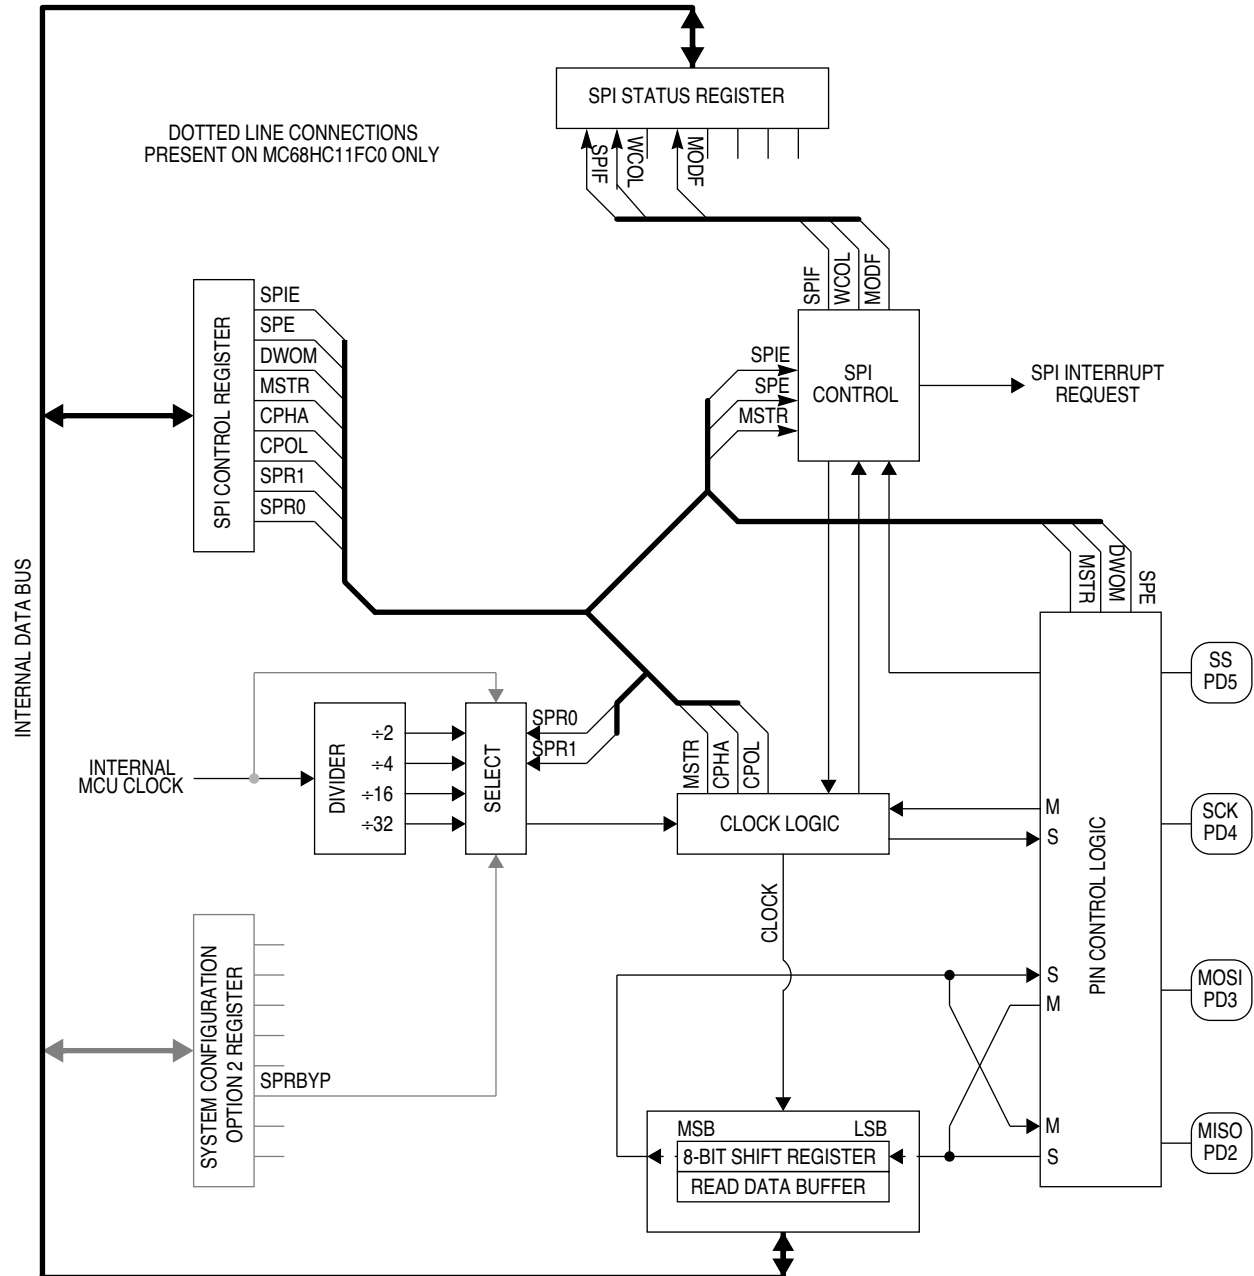 SPI STATUS REGISTER
DOTTED LINE CONNECTIONS
PRESENT ON MC68HC11FC0 ONLY
SPIF
WCOL
MODF
SPIF
WCOL
MODF
SPI CONTROL REGISTER
SPIE
SPE
DWOM
MSTR
CPHA
CPOL
SPR1
SPR0
SPIE
SPE
MSTR
SPI
CONTROL
SPI INTERRUPT
REQUEST
INTERNAL DATA BUS
MSTR
DWOM
SPE
SS
PD5
INTERNAL
MCU CLOCK
DIVIDER
÷2
÷4
÷16
÷32
SELECT
SPR0
SPR1
MSTR
CPHA
CPOL
CLOCK LOGIC
M
S
SCK
PD4
PIN CONTROL LOGIC
CLOCK
S
M
MOSI
PD3
SYSTEM CONFIGURATION
OPTION 2 REGISTER
SPRBYP
MSB
LSB
8-BIT SHIFT REGISTER
READ DATA BUFFER
M
S
MISO
PD2